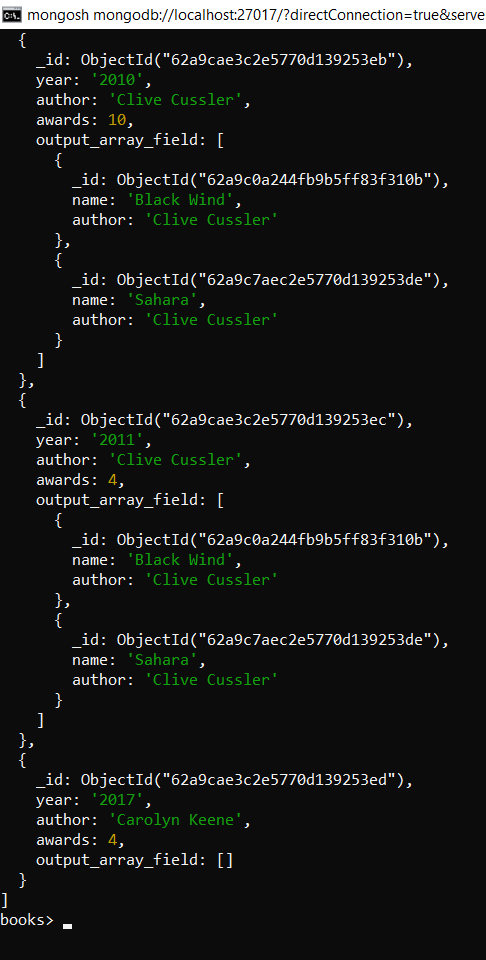 mongosh mongodb://localhost:27017/?directConnection=true&serve
{
_id: ObjectId("62a9cae3c2e5770d139253eb"),
year: '2010',
author: 'Clive Cussler',
awards: 10,
output_array_field: [
{
_id: ObjectId("62a9c0a244fb9b5ff83f310b"),
name: 'Black Wind',
author: 'Clive Cussler'
},
{
_id: ObjectId("62a9c7aec2e5770d139253de"),
name: 'Sahara',
author: 'Clive Cussler'
}
]
},
{
_id: ObjectId("62a9cae3c2e5770d139253ec"),
year: '2011',
author: 'Clive Cussler',
awards: 4,
output_array_field: [
{
_id: ObjectId("62a9c0a244fb9b5ff83f310b"),
name: 'Black Wind',
author: 'Clive Cussler'
},
{
_id: ObjectId("62a9c7aec2e5770d139253de"),
name: 'Sahara',
author: 'Clive Cussler'
}
]
},
{
_id: ObjectId("62a9cae3c2e5770d139253ed"),
year: '2017',
author: 'Carolyn Keene',
awards: 4,
output_array_field: []
}
]
books>